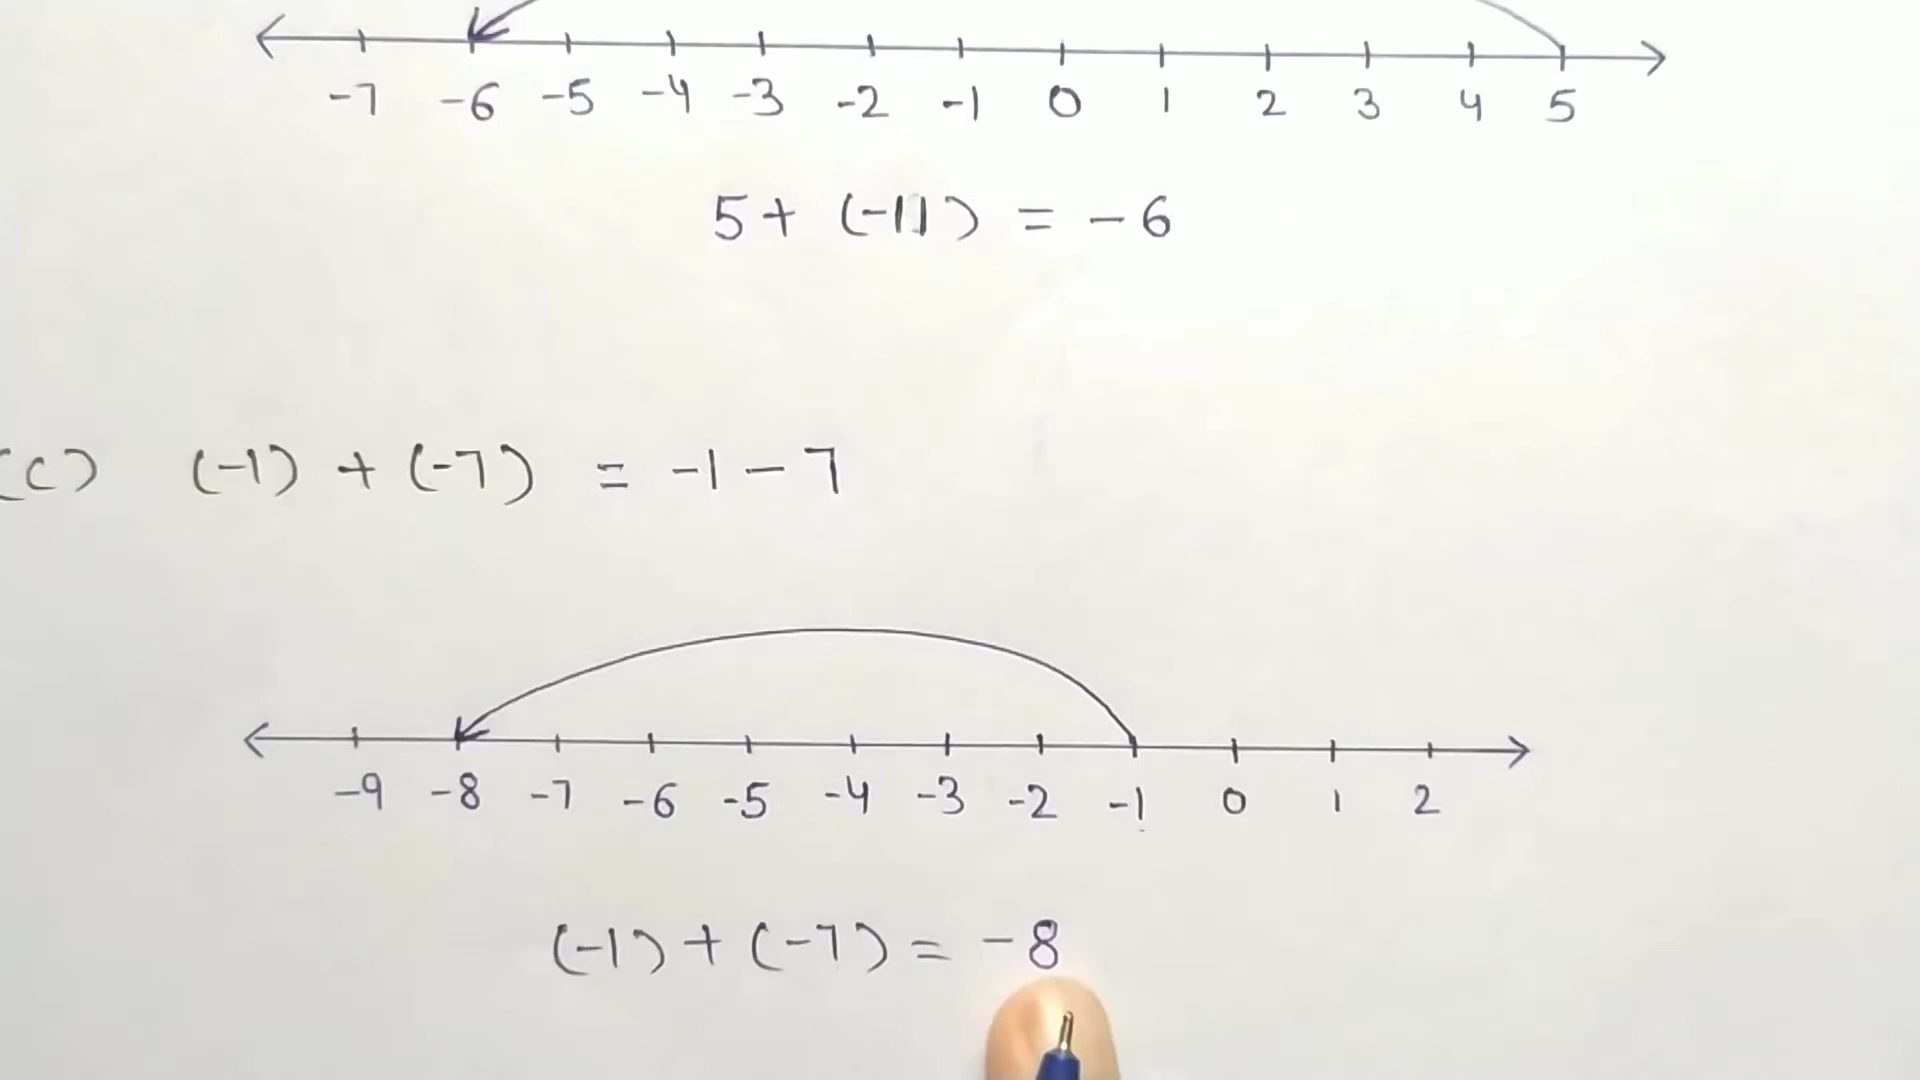 -7 -6 -5 -4 -3 -2 -1 0 1 2 3 4 5
5 + (-11) = -6
(C) (-1) + (-7) = -1 - 7
-9 -8 -7 -6 -5 -4 -3 -2 -1 0 1 2
(-1) + (-7) = -8